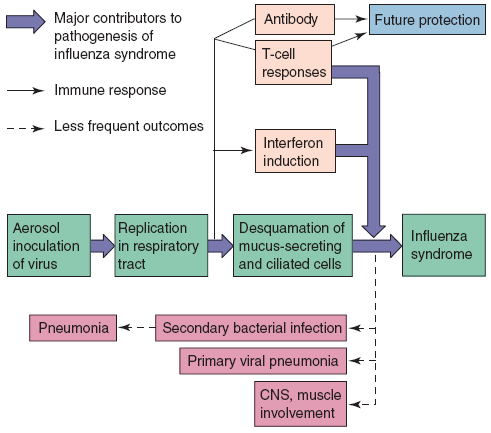 Major contributors to
pathogenesis of
influenza syndrome
Immune response
Less frequent outcomes
Antibody
Future protection
T-cell
responses
Interferon
induction
Aerosol
inoculation
of virus
Replication
in respiratory
tract
Desquamation of
mucus-secreting
and ciliated cells
Influenza
syndrome
Pneumonia
Secondary bacterial infection
Primary viral pneumonia
CNS, muscle
involvement